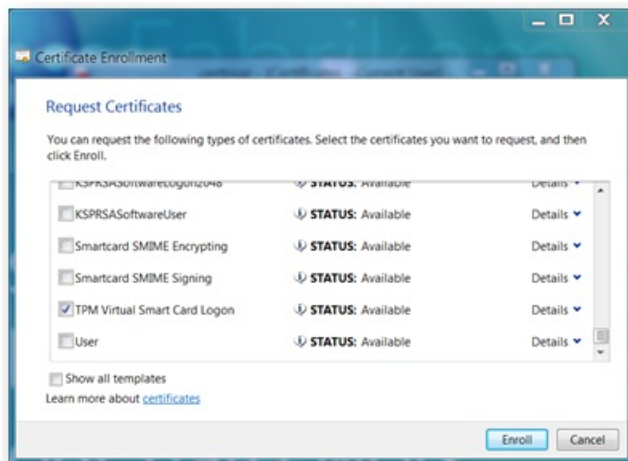 Fabrikam
Certificate Enrollment
Request Certificates
You can request the following types of certificates. Select the certificates you want to request, and then
click Enroll.
KSPRSASoftwareLogon2048 STATUS: Available Details
KSPRSASoftwareUser STATUS: Available Details
Smartcard SMIME Encrypting STATUS: Available Details
Smartcard SMIME Signing STATUS: Available Details
TPM Virtual Smart Card Logon STATUS: Available Details
User STATUS: Available Details
Show all templates
Learn more about certificates
Enroll Cancel